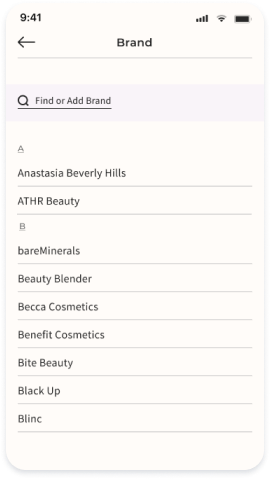 9:41
Brand
Find or Add Brand
A
Anastasia Beverly Hills
ATHR Beauty
B
bareMinerals
Beauty Blender
Becca Cosmetics
Benefit Cosmetics
Bite Beauty
Black Up
Blinc